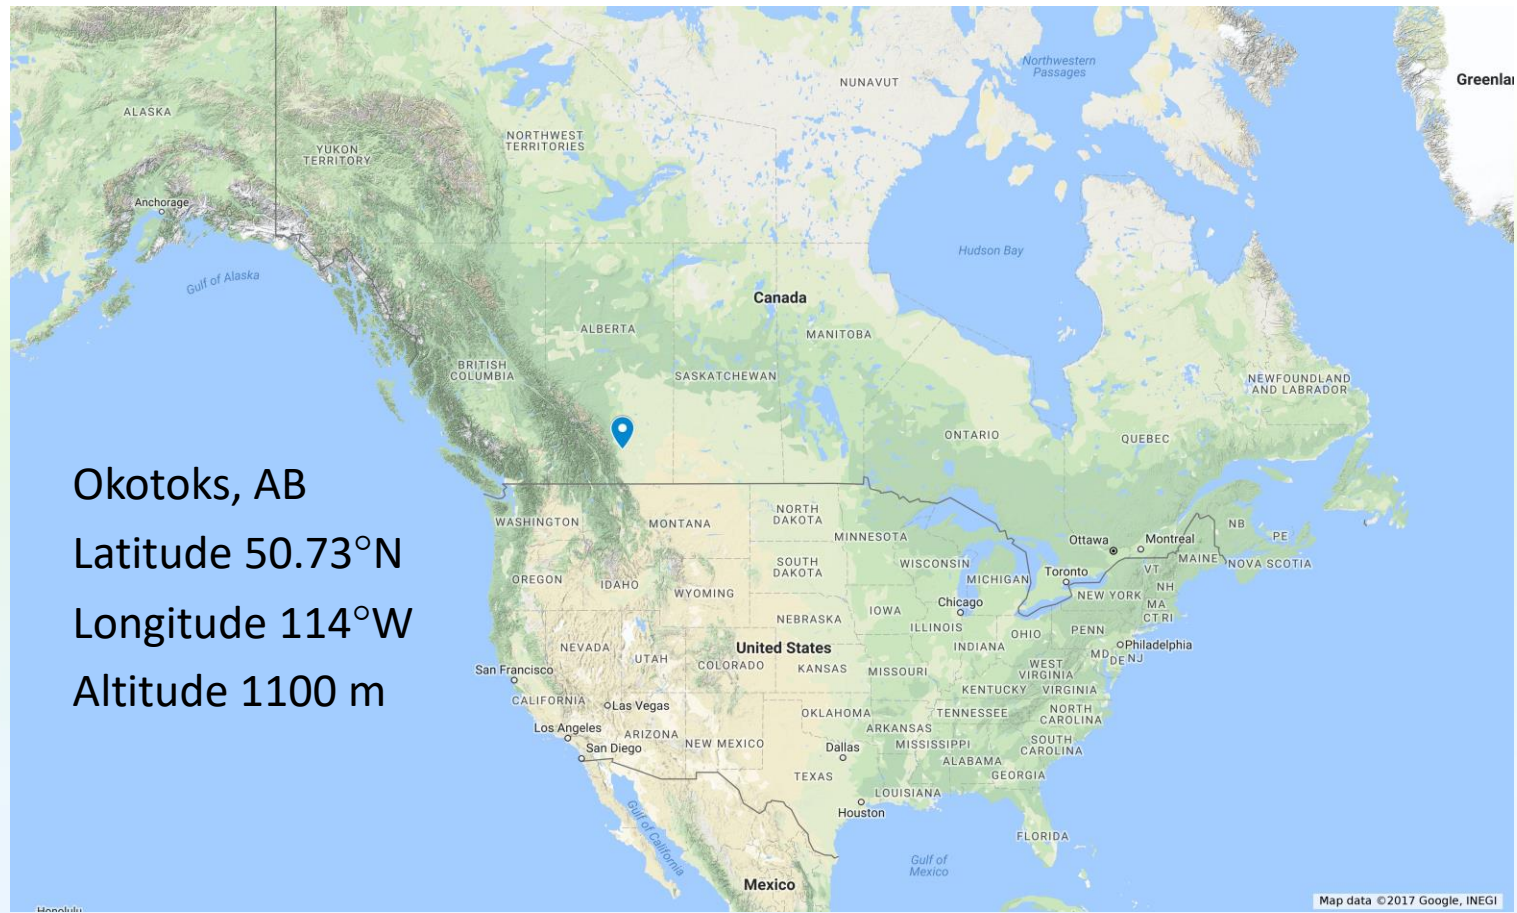 NUNAVUT
Northwestern
Passages
Greenla
ALASKA
NORTHWEST
TERRITORIES
YUKON
TERRITORY
Anchorage
Hudson Bay
Gulf of Alaska
Canada
ALBERTA
MANITOBA
BRITISH
COLUMBIA
SASKATCHEWAN
NEWFOUNDLAND
AND LABRADOR
ONTARIO
QUEBEC
Okotoks, AB
Latitude 50.73°N
Longitude 114°W
Altitude 1100 m
WASHINGTON
MONTANA
NORTH
DAKOTA
MINNESOTA
NB
PE
Ottawa
Montreal
MAINE
NOVA SCOTIA
OREGON
IDAHO
SOUTH
DAKOTA
WISCONSIN
MICHIGAN
Toronto
VT
NH
WYOMING
NEW YORK
MA
CT RI
NEBRASKA
IOWA
Chicago
ILLINOIS
INDIANA
OHIO
PENN
Philadelphia
NEVADA
UTAH
COLORADO
United States
KANSAS
MISSOURI
WEST
VIRGINIA
MD
DE
NJ
San Francisco
CALIFORNIA
Las Vegas
KENTUCKY
VIRGINIA
Los Angeles
ARIZONA
NEW MEXICO
OKLAHOMA
ARKANSAS
TENNESSEE
NORTH
CAROLINA
San Diego
Dallas
MISSISSIPPI
SOUTH
CAROLINA
ALABAMA
GEORGIA
TEXAS
LOUISIANA
Houston
Gulf of California
FLORIDA
Gulf of
Mexico
Mexico
Honolulu
Map data ©2017 Google, INEGI